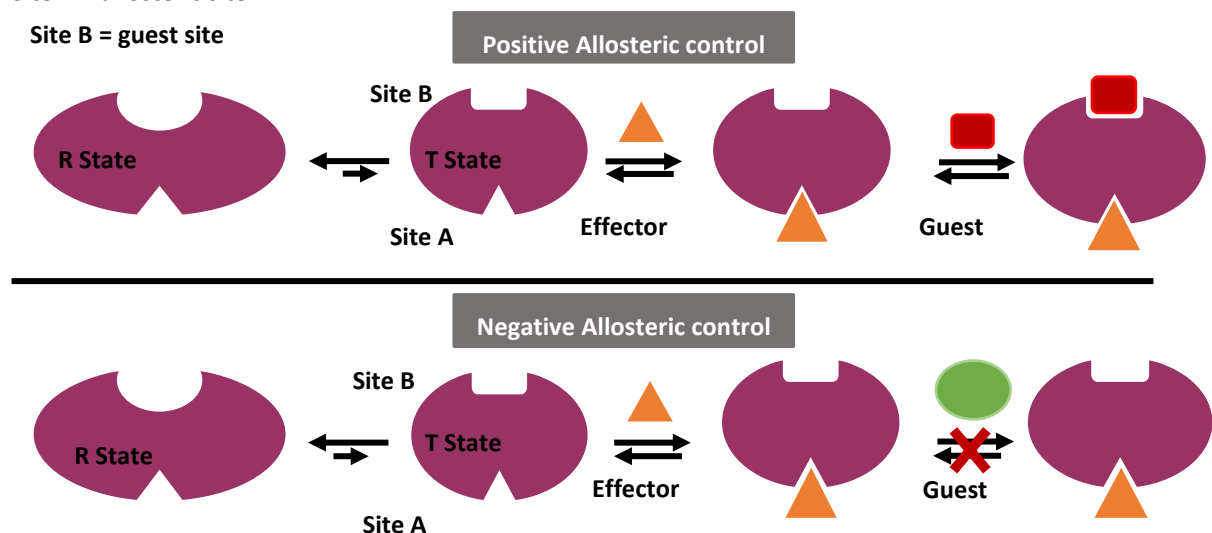 Site B = guest site
Positive Allosteric control
Site B
R State
T State
Site A
Effector
Guest
Negative Allosteric control
Site B
R State
T State
Effector
Guest
Site A